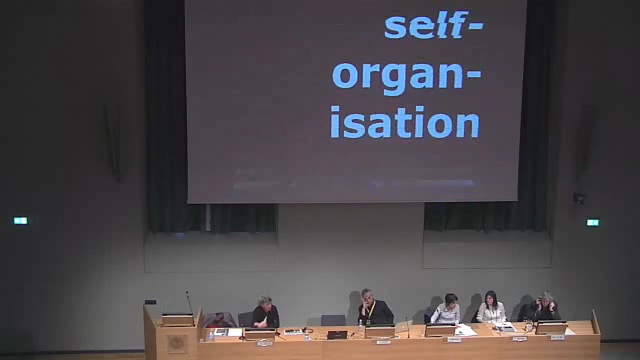 self-
organ-
isation